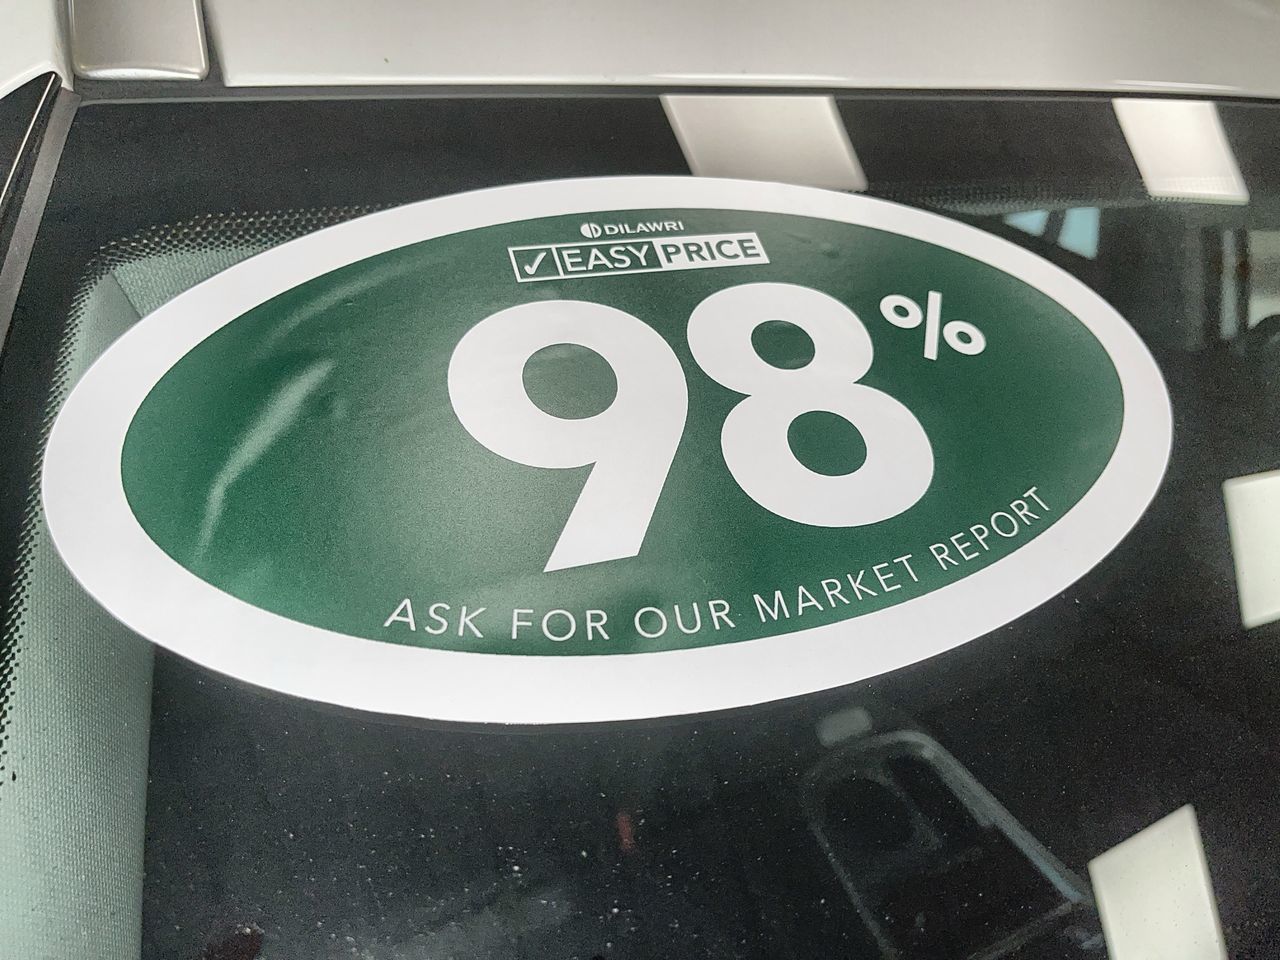 DILAWRI
✓ EASY PRICE
98%
ASK FOR OUR MARKET REPORT